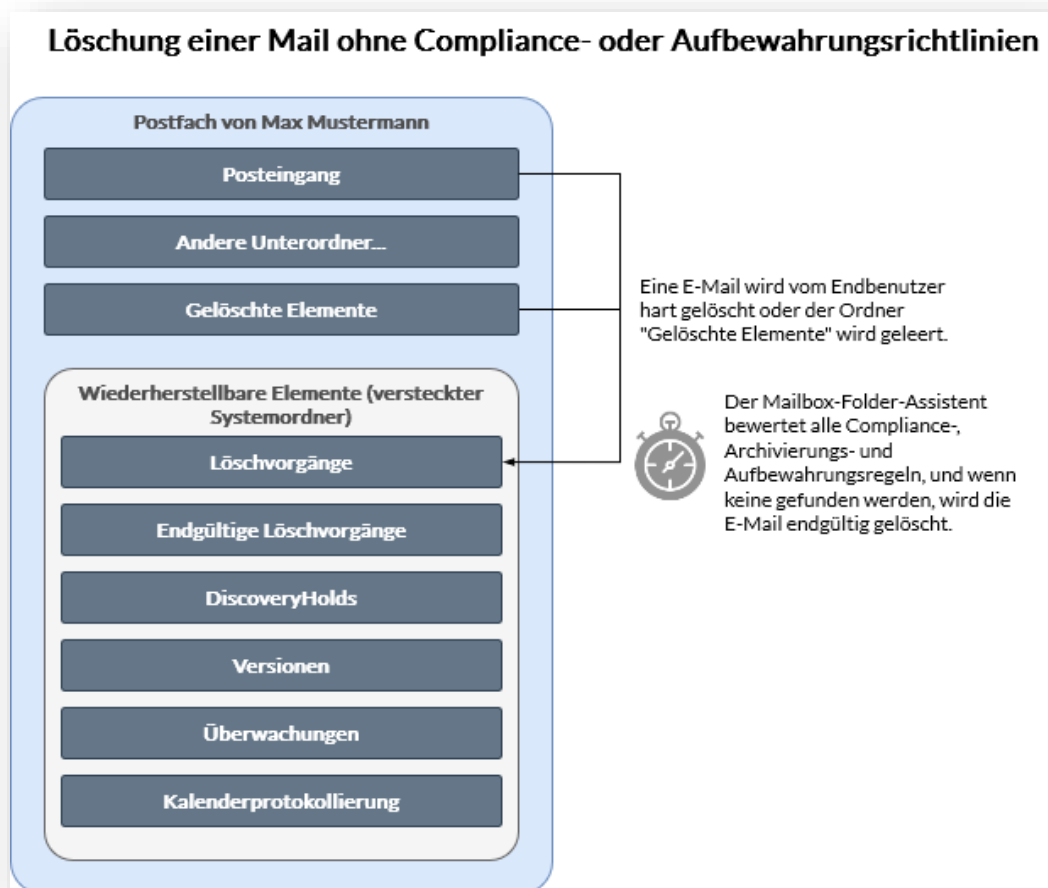 Löschung einer Mail ohne Compliance- oder Aufbewahrungsrichtlinien
Postfach von Max Mustermann
Posteingang
Andere Unterordner...
Gelöschte Elemente
Eine E-Mail wird vom Endbenutzer
hart gelöscht oder der Ordner
"Gelöschte Elemente" wird geleert.
Wiederherstellbare Elemente (versteckter
Systemordner)
Löschvorgänge
Endgültige Löschvorgänge
DiscoveryHolds
Versionen
Überwachungen
Kalenderprotokollierung
Der Mailbox-Folder-Assistent
bewertet alle Compliance-,
Archivierungs- und
Aufbewahrungsregeln, und wenn
keine gefunden werden, wird die
E-Mail endgültig gelöscht.